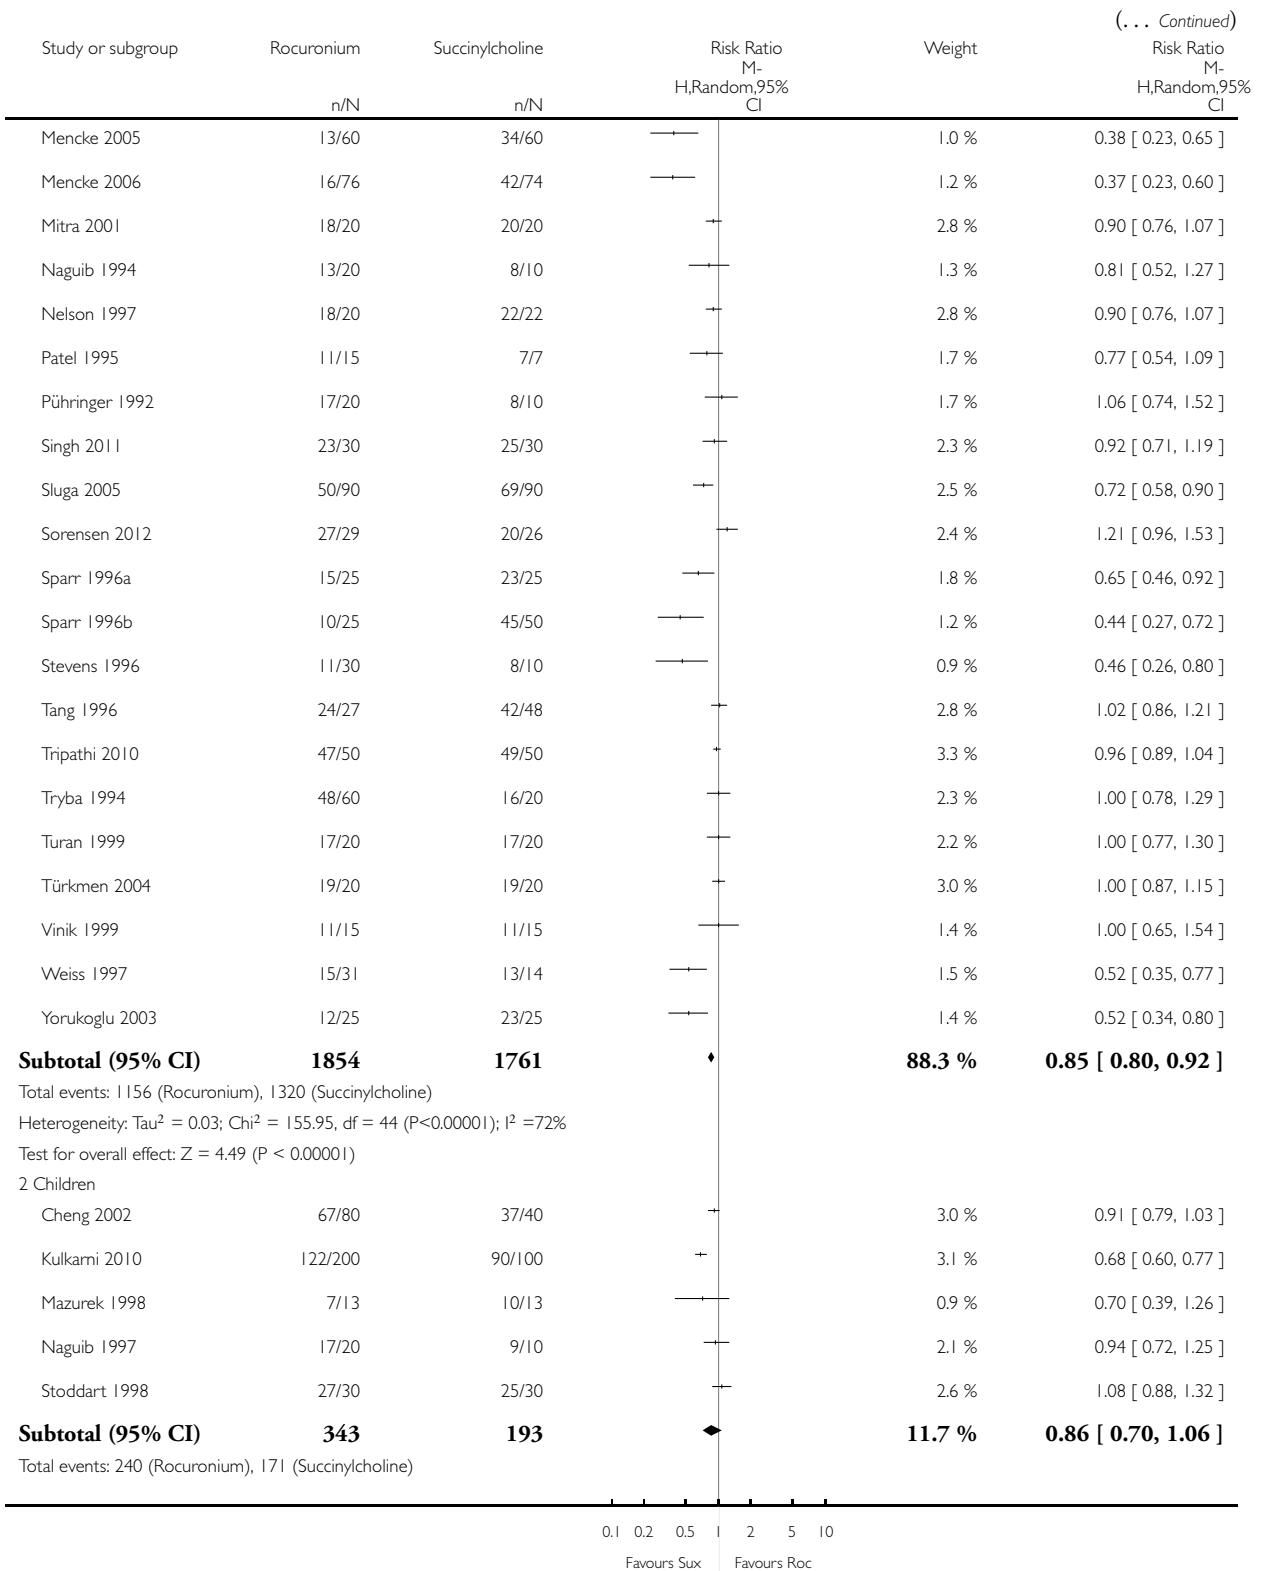 (... Continued)
Study or subgroup Rocuronium Succinylcholine Risk Ratio Weight Risk Ratio
M- M-
H,Random,95% H,Random,95%
n/N n/N CI CI
Mencke 2005 13/60 34/60 1.0 % 0.38 [ 0.23, 0.65 ]
Mencke 2006 16/76 42/74 1.2 % 0.37 [ 0.23, 0.60 ]
Mitra 2001 18/20 20/20 2.8 % 0.90 [ 0.76, 1.07 ]
Naguib 1994 13/20 8/10 1.3 % 0.81 [ 0.52, 1.27 ]
Nelson 1997 18/20 22/22 2.8 % 0.90 [ 0.76, 1.07 ]
Patel 1995 11/15 7/7 1.7 % 0.77 [ 0.54, 1.09 ]
Pühringer 1992 17/20 8/10 1.7 % 1.06 [ 0.74, 1.52 ]
Singh 2011 23/30 25/30 2.3 % 0.92 [ 0.71, 1.19 ]
Sluga 2005 50/90 69/90 2.5 % 0.72 [ 0.58, 0.90 ]
Sorensen 2012 27/29 20/26 2.4 % 1.21 [ 0.96, 1.53 ]
Sparr 1996a 15/25 23/25 1.8 % 0.65 [ 0.46, 0.92 ]
Sparr 1996b 10/25 45/50 1.2 % 0.44 [ 0.27, 0.72 ]
Stevens 1996 11/30 8/10 0.9 % 0.46 [ 0.26, 0.80 ]
Tang 1996 24/27 42/48 2.8 % 1.02 [ 0.86, 1.21 ]
Tripathi 2010 47/50 49/50 3.3 % 0.96 [ 0.89, 1.04 ]
Tryba 1994 48/60 16/20 2.3 % 1.00 [ 0.78, 1.29 ]
Turan 1999 17/20 17/20 2.2 % 1.00 [ 0.77, 1.30 ]
Türkmen 2004 19/20 19/20 3.0 % 1.00 [ 0.87, 1.15 ]
Vinik 1999 11/15 11/15 1.4 % 1.00 [ 0.65, 1.54 ]
Weiss 1997 15/31 13/14 1.5 % 0.52 [ 0.35, 0.77 ]
Yorukoglu 2003 12/25 23/25 1.4 % 0.52 [ 0.34, 0.80 ]
Subtotal (95% CI) 1854 1761 88.3 % 0.85 [ 0.80, 0.92 ]
Total events: 1156 (Rocuronium), 1320 (Succinylcholine)
Heterogeneity: Tau² = 0.03; Chi² = 155.95, df = 44 (P<0.00001); I² =72%
Test for overall effect: Z = 4.49 (P < 0.00001)
2 Children
Cheng 2002 67/80 37/40 3.0 % 0.91 [ 0.79, 1.03 ]
Kulkarni 2010 122/200 90/100 3.1 % 0.68 [ 0.60, 0.77 ]
Mazurek 1998 7/13 10/13 0.9 % 0.70 [ 0.39, 1.26 ]
Naguib 1997 17/20 9/10 2.1 % 0.94 [ 0.72, 1.25 ]
Stoddart 1998 27/30 25/30 2.6 % 1.08 [ 0.88, 1.32 ]
Subtotal (95% CI) 343 193 11.7 % 0.86 [ 0.70, 1.06 ]
Total events: 240 (Rocuronium), 171 (Succinylcholine)
0.1 0.2 0.5 1 2 5 10
Favours Sux Favours Roc